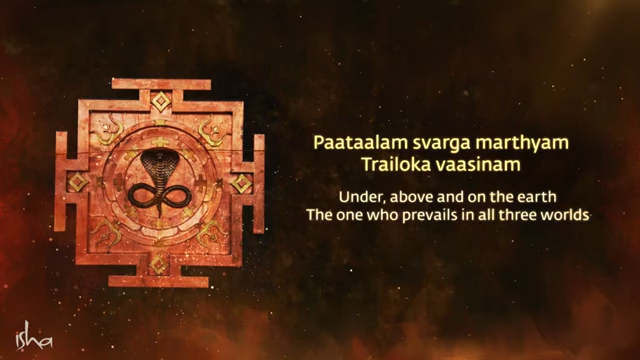 Paataalam svarga marthyam
Trailoka vaasinam
Under, above and on the earth
The one who prevails in all three worlds
isha